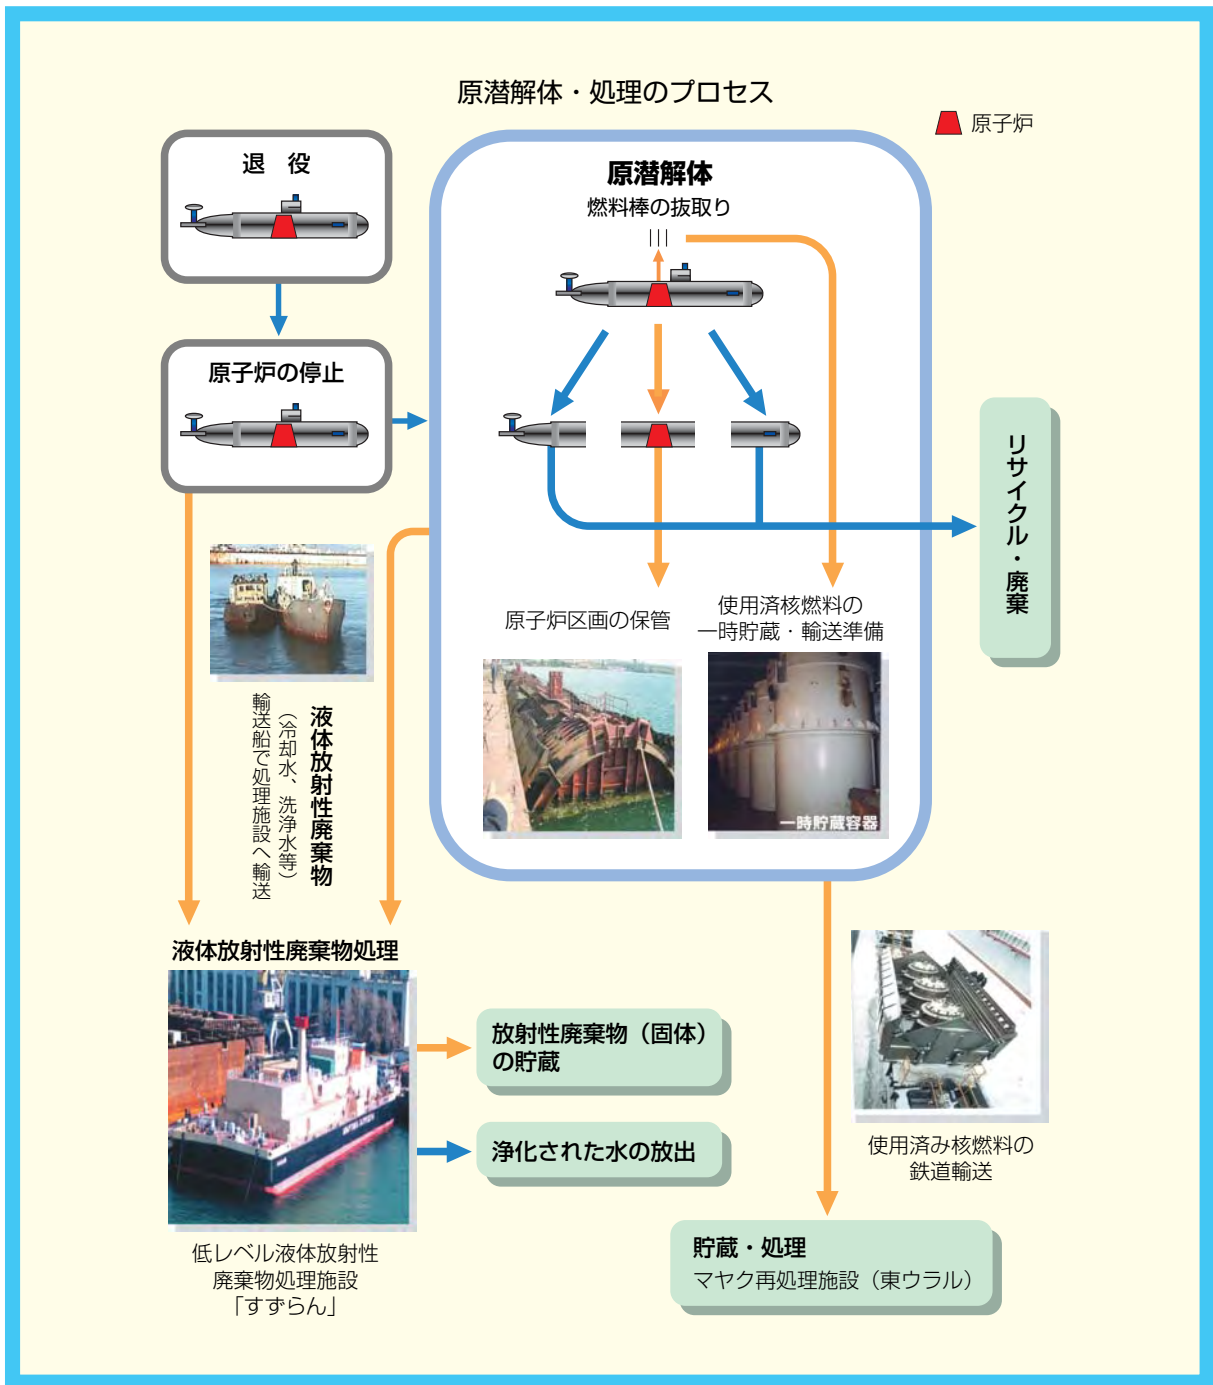 原潜解体・処理のプロセス
原子炉
退 役
原子炉の停止
原潜解体
燃料棒の抜取り
リサイクル・廃棄
原子炉区画の保管
使用済核燃料の
一時貯蔵・輸送準備
一時貯蔵容器
液体放射性廃棄物
（冷却水、洗浄水等）
輸送船で処理施設へ輸送
液体放射性廃棄物処理
放射性廃棄物（固体）
の貯蔵
浄化された水の放出
低レベル液体放射性
廃棄物処理施設
「すずらん」
使用済み核燃料の
鉄道輸送
貯蔵・処理
マヤク再処理施設（東ウラル）